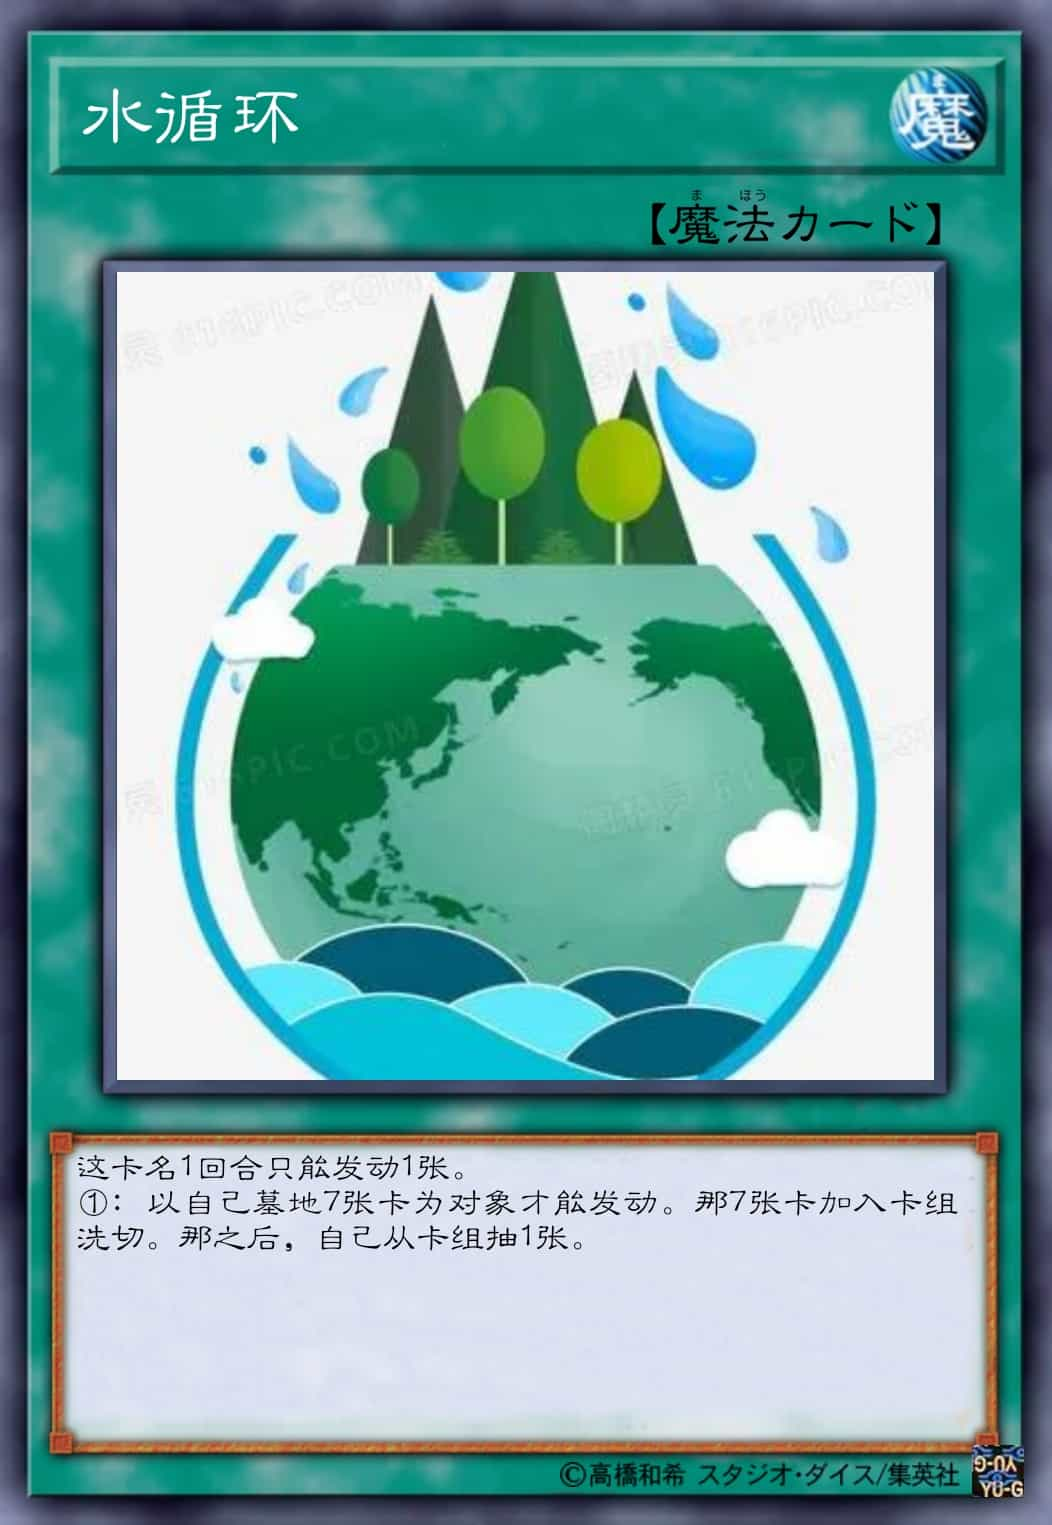 水循环
魔
【魔法カード】
ま ほう
这卡名1回合只能发动1张。
①：以自己墓地7张卡为对象才能发动。那7张卡加入卡组
洗切。那之后，自己从卡组抽1张。
©高橋和希 スタジオ・ダイス/集英社